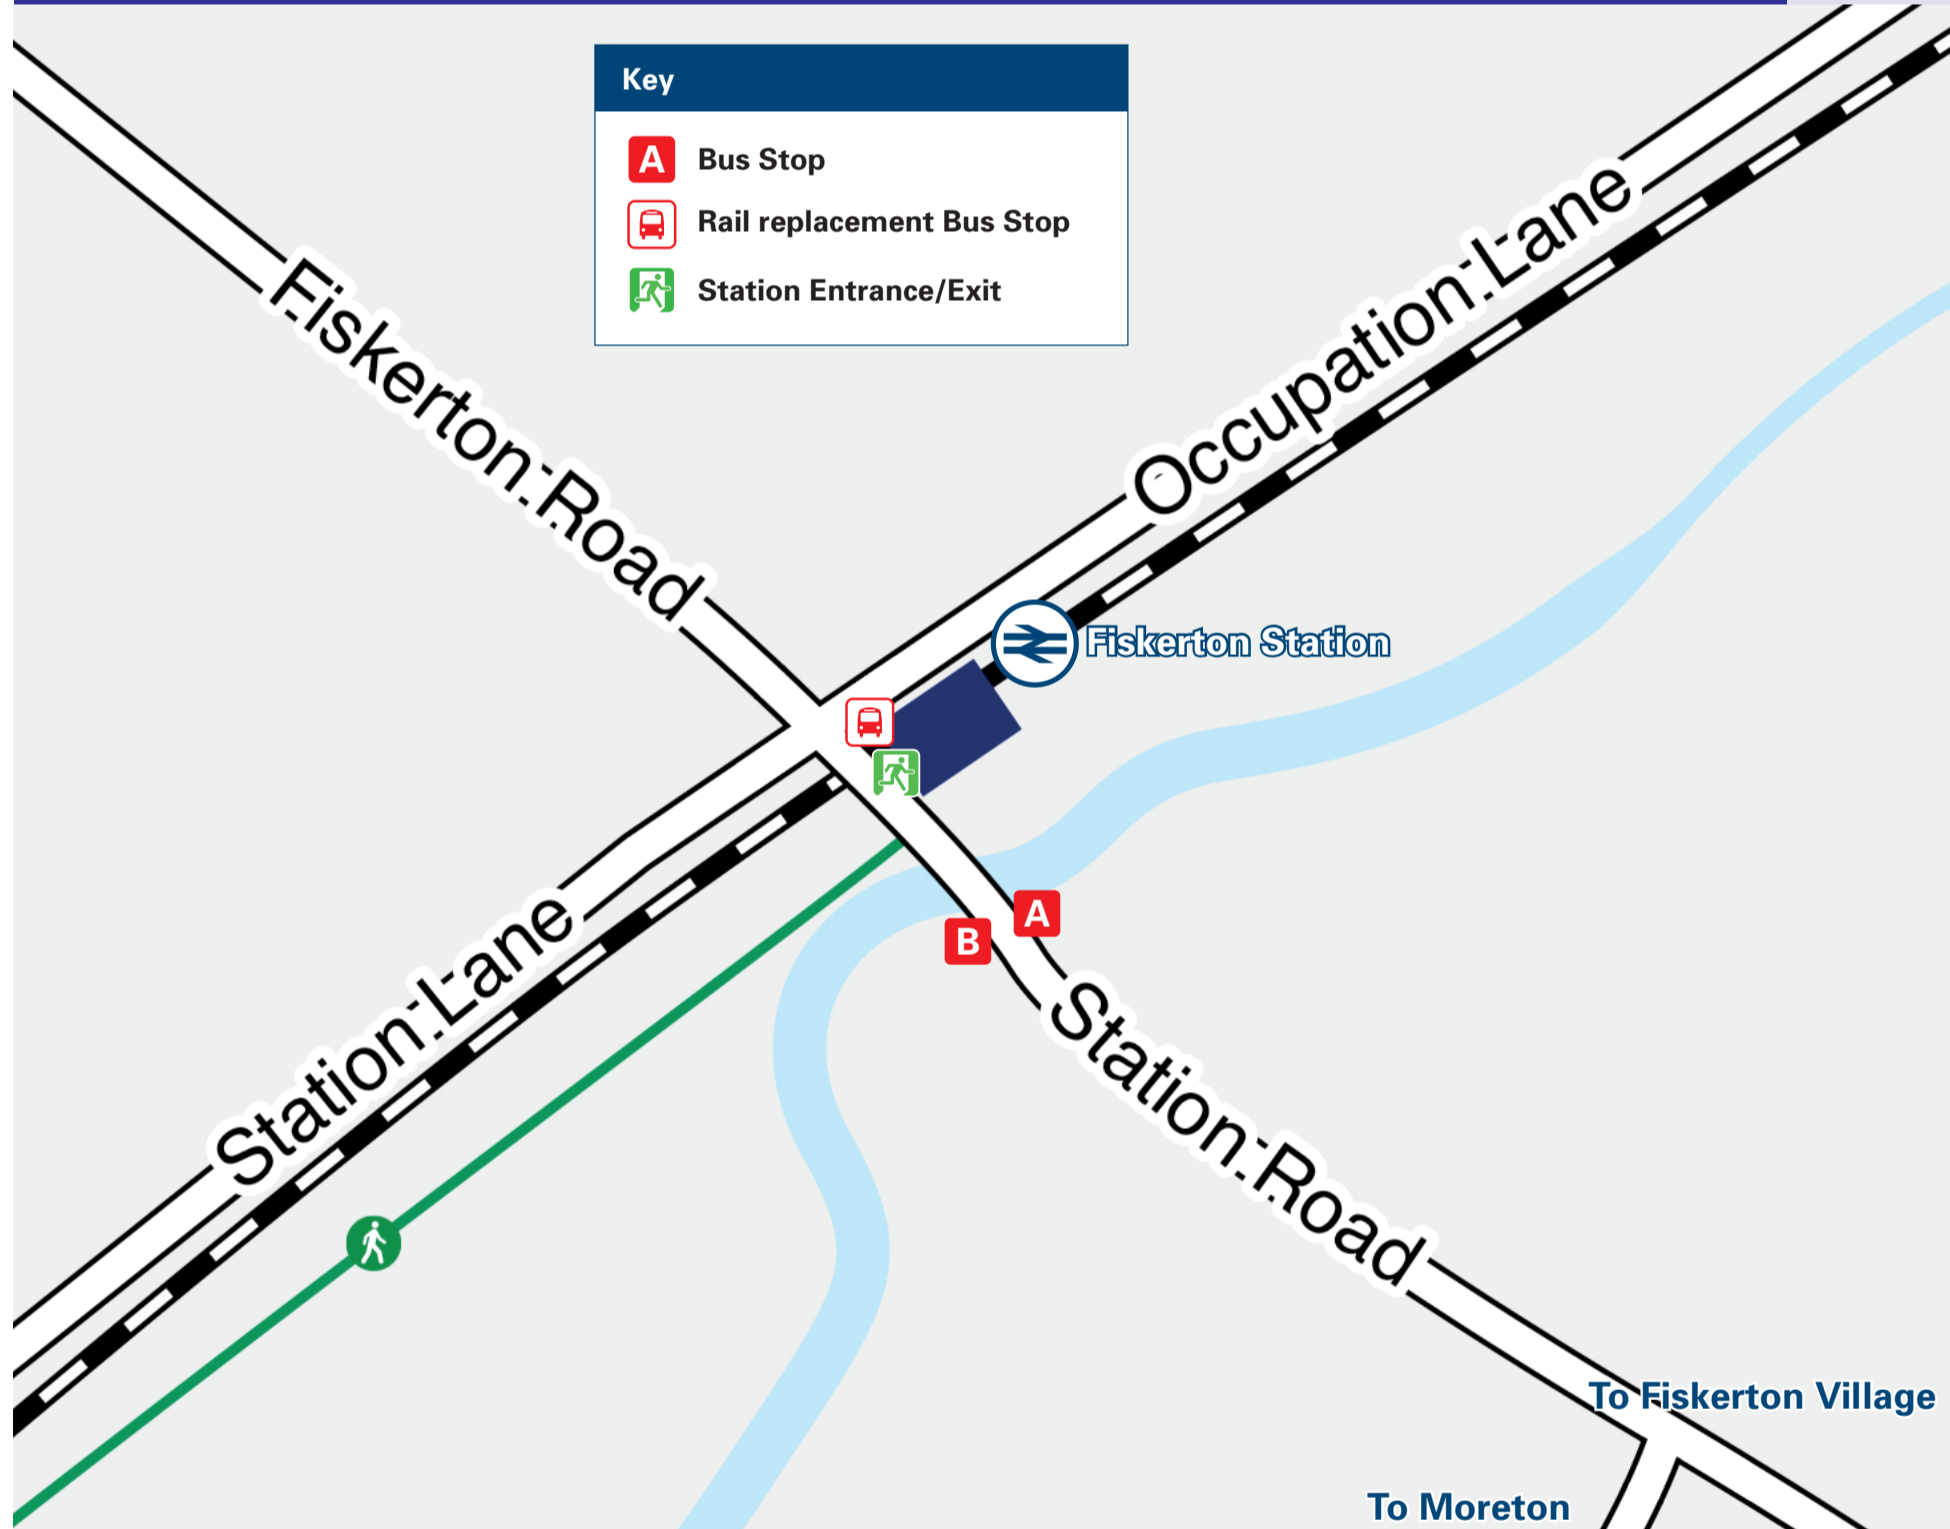 Key
A Bus Stop
Rail replacement Bus Stop
Station Entrance/Exit
Fiskerton Road
Occupation Lane
Fiskerton Station
A
B
Station Lane
Station Road
To Fiskerton Village
To Moreton